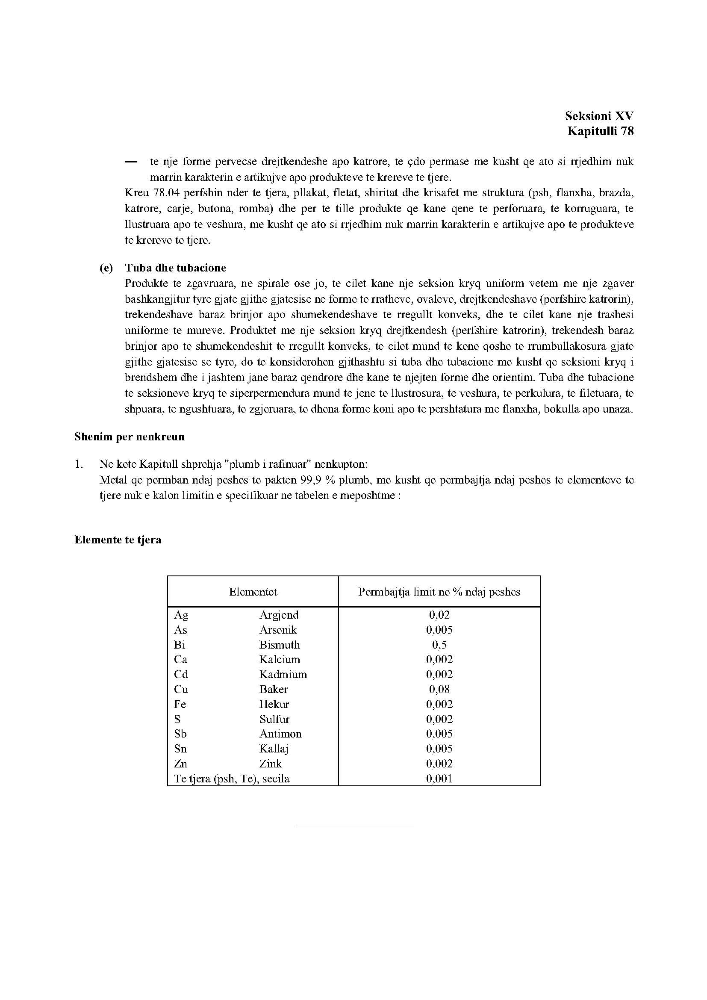 Seksioni XV
Kapitulli 78
— te nje forme pervecse drejtkendeshe apo katrore, te çdo permase me kusht qe ato si rrjedhim nuk
marrin karakterin e artikujve apo produkteve te krereve te tjere.
Kreu 78.04 perfshin nder te tjera, pllakat, fletat, shiritat dhe krisafet me struktura (psh, flanxha, brazda,
katrore, carje, butona, romba) dhe per te tille produkte qe kane qene te perforuara, te korruguara, te
llustruara apo te veshura, me kusht qe ato si rrjedhim nuk marrin karakterin e artikujve apo te produkteve
te krereve te tjere.
(e) Tuba dhe tubacione
Produkte te zgavruara, ne spirale ose jo, te cilet kane nje seksion kryq uniform vetem me nje zgaver
bashkangjitur tyre gjate gjithe gjatesise ne forme te rratheve, ovaleve, drejtkendeshave (perfshire katrorin),
trekendeshave baraz brinjor apo shumekendeshave te rregullt konveks, dhe te cilet kane nje trashesi
uniforme te mureve. Produktet me nje seksion kryq drejtkendesh (perfshire katrorin), trekendesh baraz
brinjor apo te shumekendeshit te rregullt konveks, te cilet mund te kene qoshe te rrumbullakosura gjate
gjithe gjatesise se tyre, do te konsiderohen gjithashtu si tuba dhe tubacione me kusht qe seksioni kryq i
brendshem dhe i jashtem jane baraz qendrore dhe kane te njejten forme dhe orientim. Tuba dhe tubacione
te seksioneve kryq te siperpermendura mund te jene te llustrosura, te veshura, te perkulura, te filetuara, te
shpuara, te ngushtuara, te zgjeruara, te dhena forme koni apo te pershtatura me flanxha, bokulla apo unaza.
Shenim per nenkreun
1. Ne kete Kapitull shprehja "plumb i rafinuar" nenkupton:
Metal qe permban ndaj peshes te pakten 99,9 % plumb, me kusht qe permbajtja ndaj peshes te elementeve te
tjere nuk e kalon limitin e specifikuar ne tabelen e meposhtme :
Elemente te tjera
Elementet Permbajtja limit ne % ndaj peshes
Ag Argjend 0,02
As Arsenik 0,005
Bi Bismuth 0,5
Ca Kalcium 0,002
Cd Kadmium 0,002
Cu Baker 0,08
Fe Hekur 0,002
S Sulfur 0,002
Sb Antimon 0,005
Sn Kallaj 0,005
Zn Zink 0,002
Te tjera (psh, Te), secila 0,001